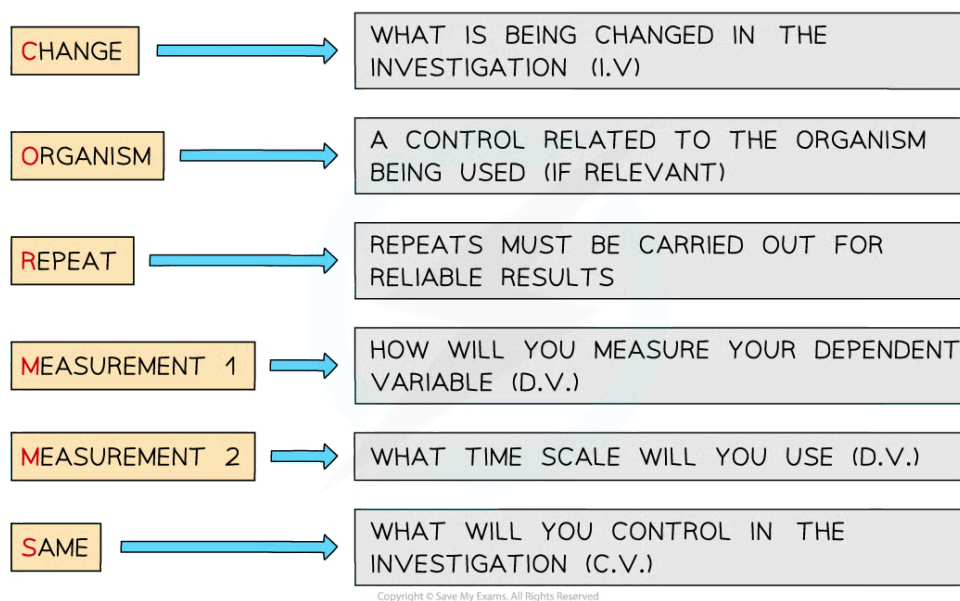 CHANGE
WHAT IS BEING CHANGED IN THE
INVESTIGATION (I.V)
ORGANISM
A CONTROL RELATED TO THE ORGANISM
BEING USED (IF RELEVANT)
REPEAT
REPEATS MUST BE CARRIED OUT FOR
RELIABLE RESULTS
MEASUREMENT 1
HOW WILL YOU MEASURE YOUR DEPENDENT
VARIABLE (D.V.)
MEASUREMENT 2
WHAT TIME SCALE WILL YOU USE (D.V.)
SAME
WHAT WILL YOU CONTROL IN THE
INVESTIGATION (C.V.)
Copyright © Save My Exams. All Rights Reserved